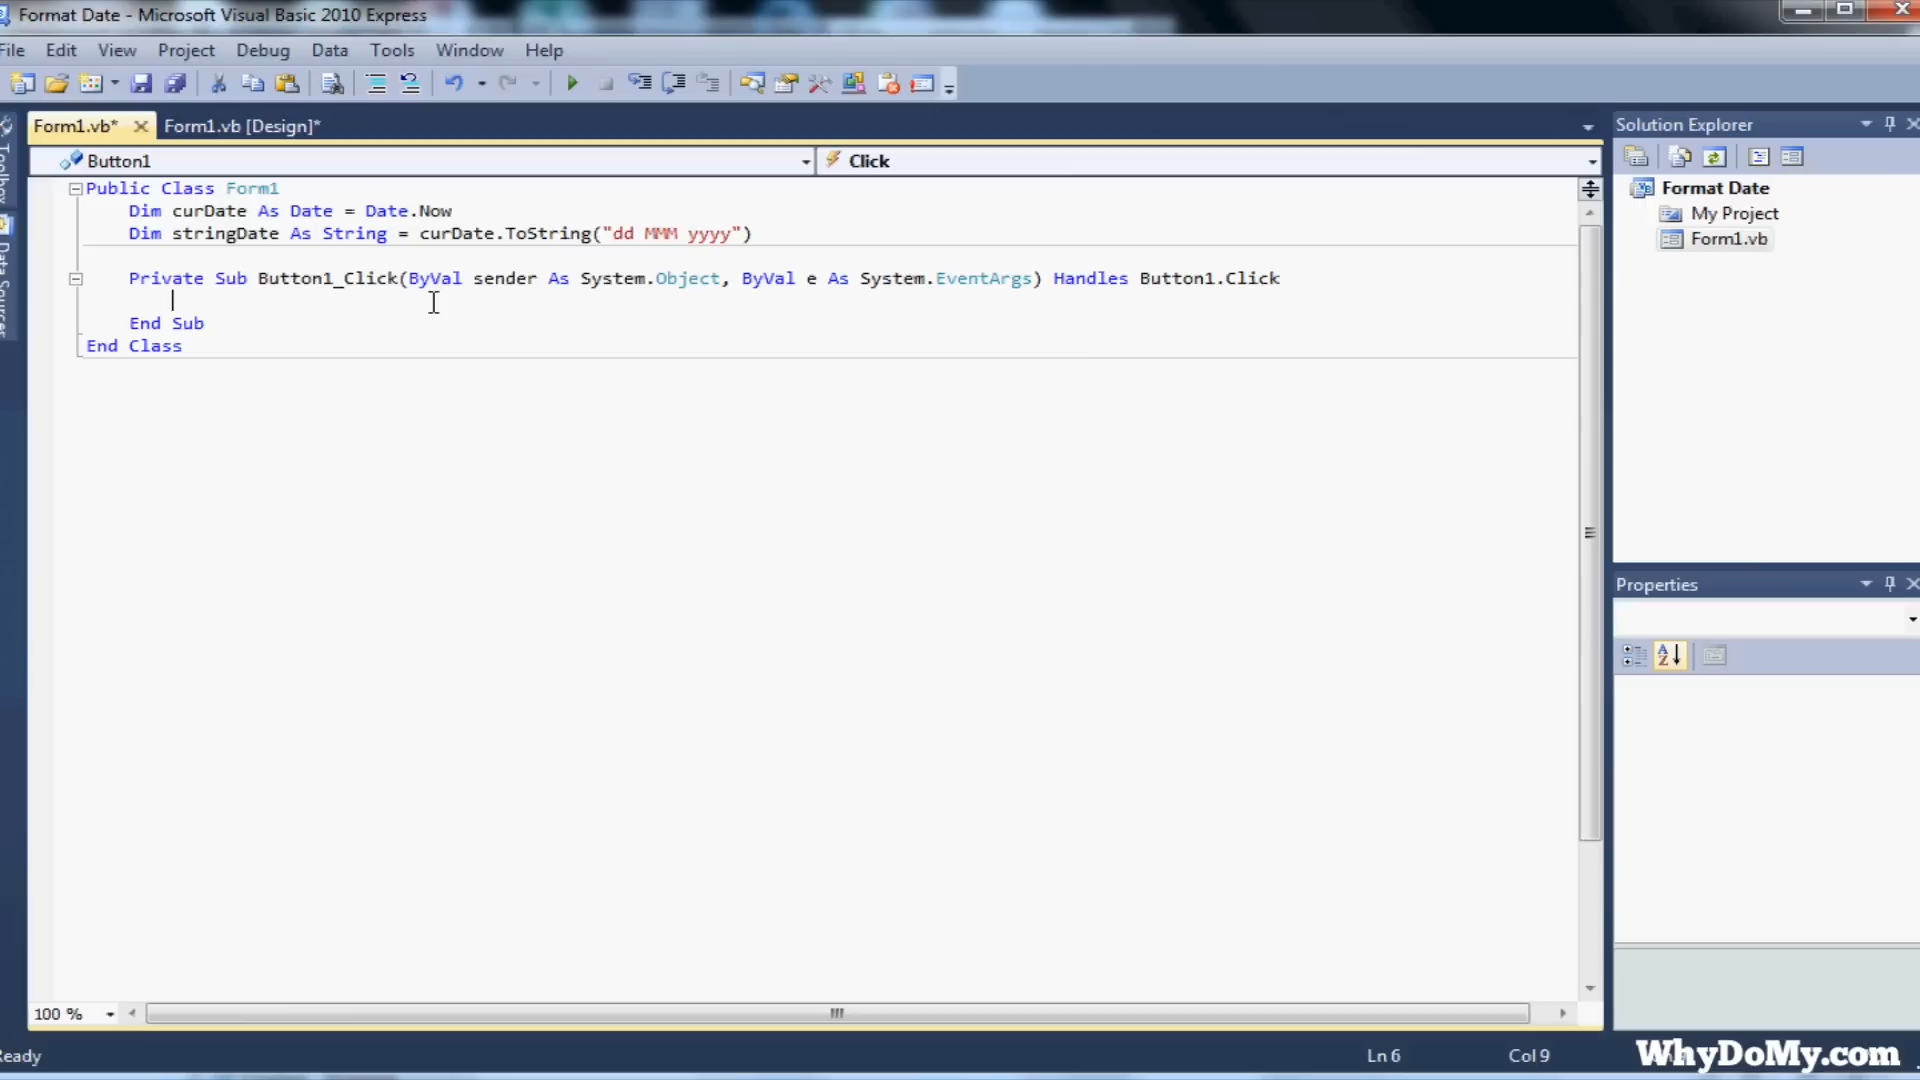 Format Date - Microsoft Visual Basic 2010 Express
File Edit View Project Debug Data Tools Window Help
Form1.vb* Form1.vb [Design]*
Solution Explorer
Button1 Click
Toolbox
Data Sources
Public Class Form1
Dim curDate As Date = Date.Now
Dim stringDate As String = curDate.ToString("dd MMM yyyy")
Private Sub Button1_Click(ByVal sender As System.Object, ByVal e As System.EventArgs) Handles Button1.Click
End Sub
End Class
Format Date
My Project
Form1.vb
Properties
100 %
Ready Ln 6 Col 9
WhyDoMy.com